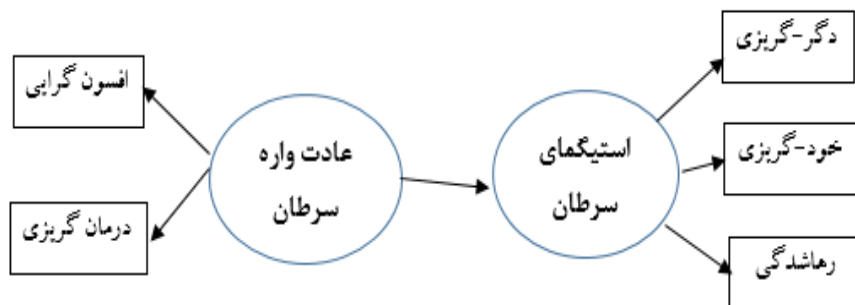 دگر-گریزی
استیگمای
سرطان
خود-گریزی
رهاشدگی
عادت واره
سرطان
افسون گرایی
درمان گریزی